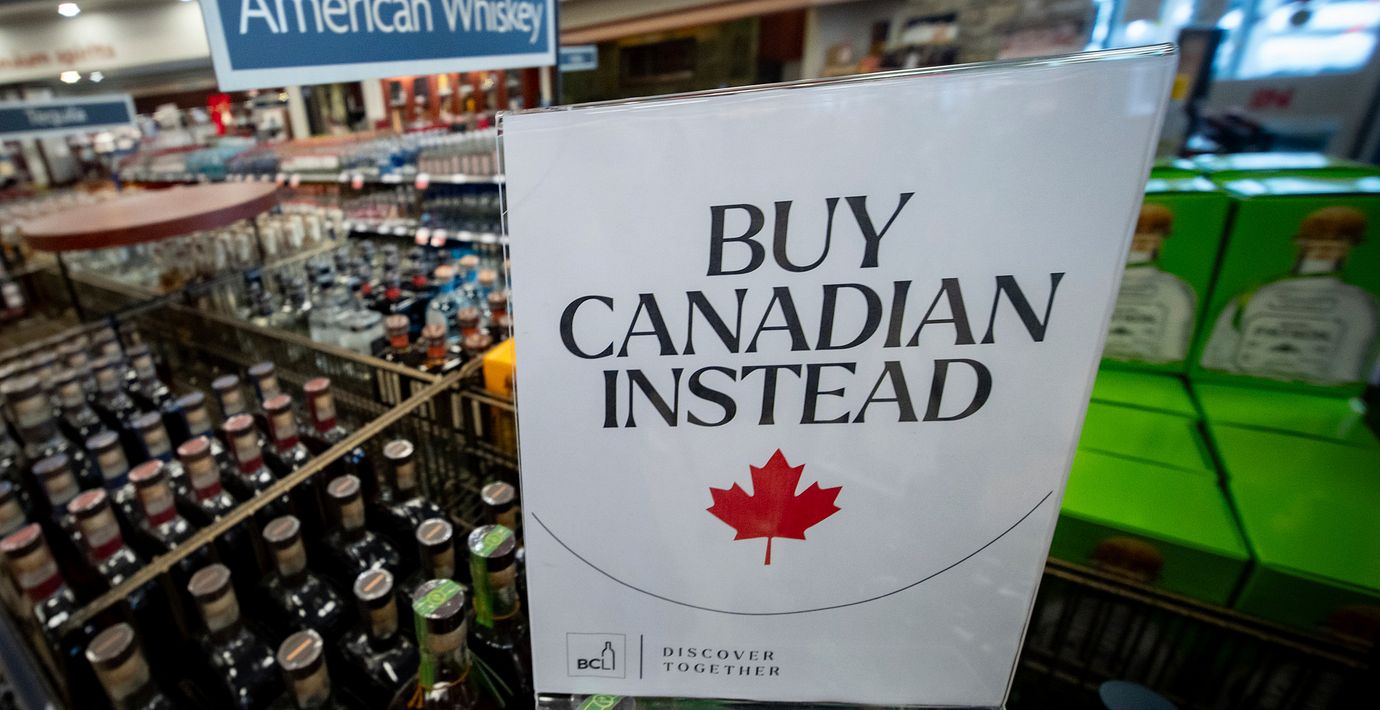 American Whiskey
Tequila
BUY
CANADIAN
INSTEAD
BCL
DISCOVER
TOGETHER